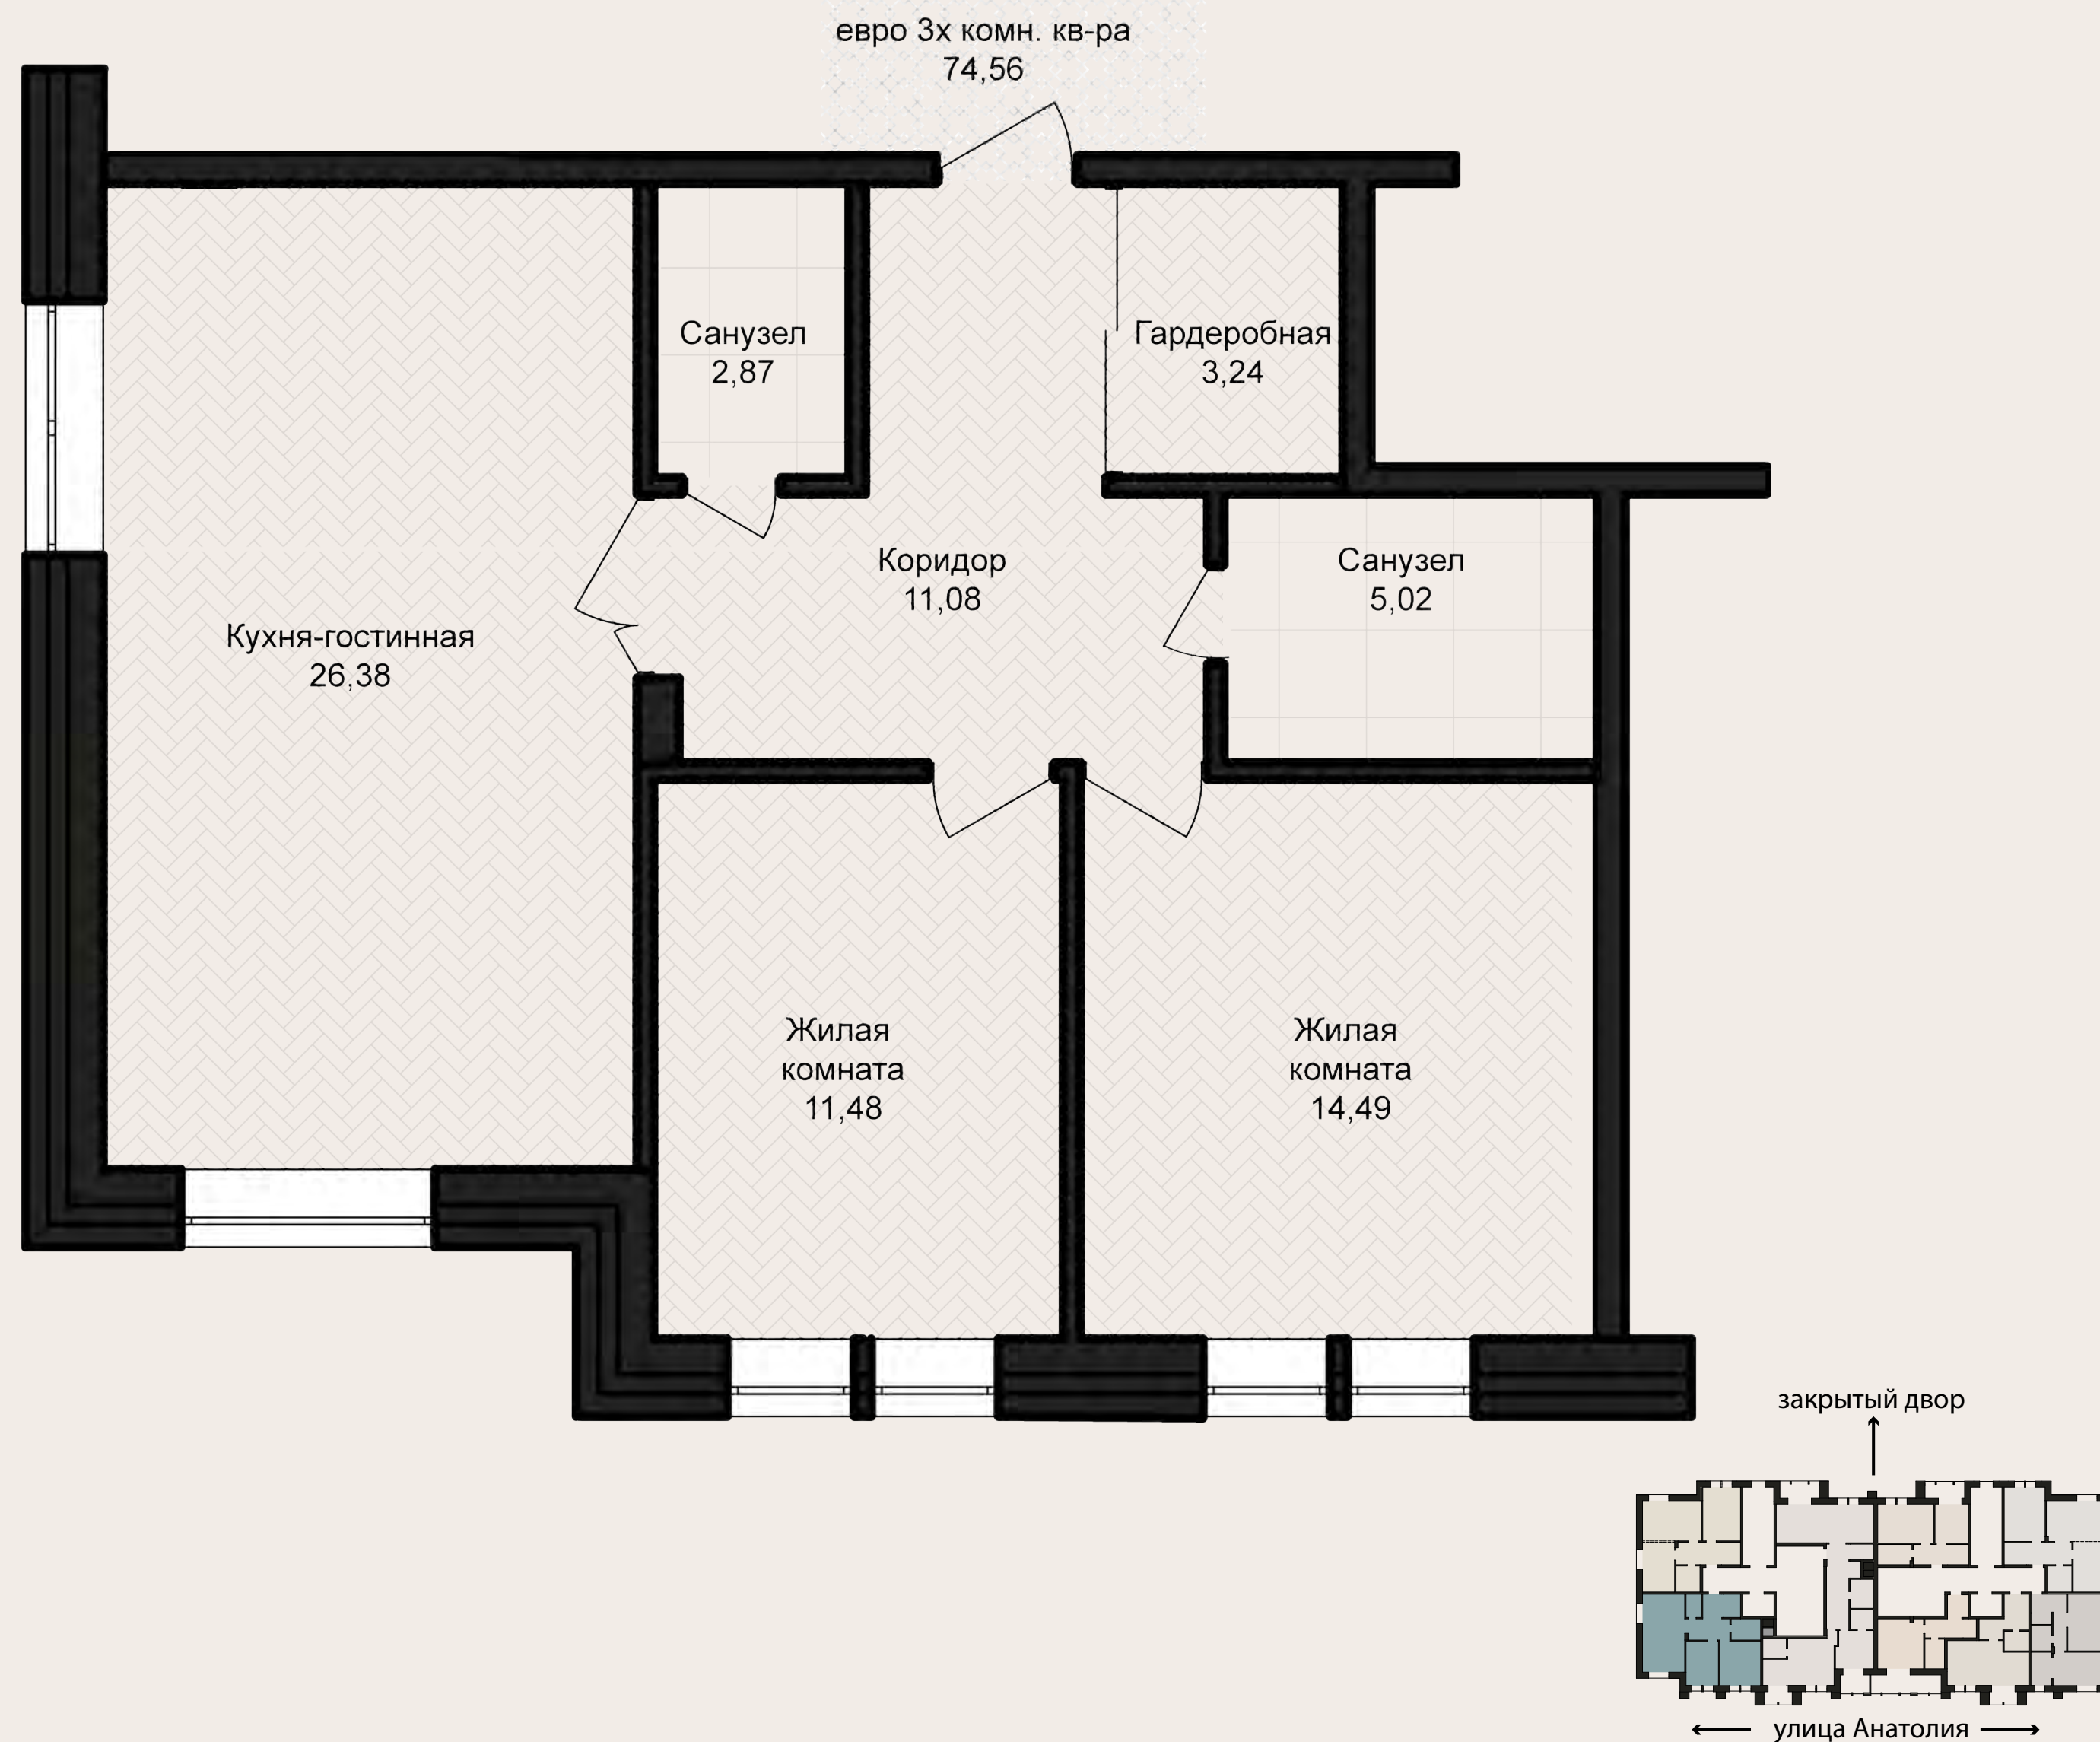 евро 3х комн. кв-ра
74,56
Санузел
2,87
Гардеробная
3,24
Коридор
11,08
Санузел
5,02
Кухня-гостинная
26,38
Жилая
комната
11,48
Жилая
комната
14,49
закрытый двор
улица Анатолия